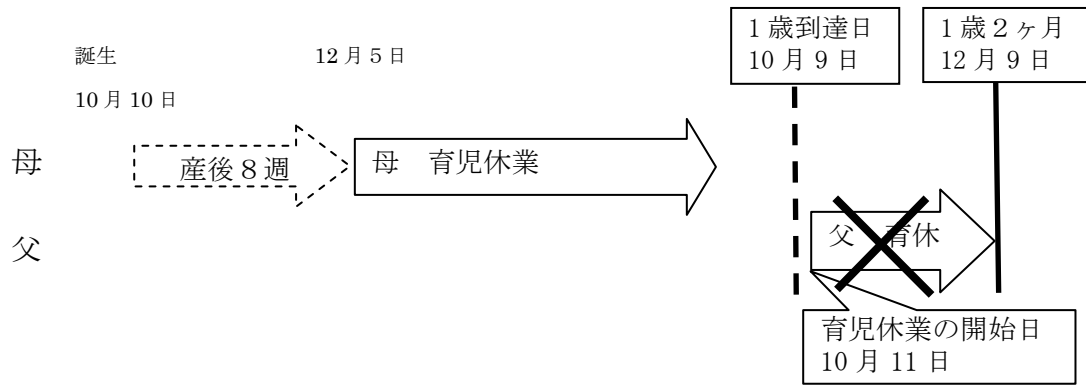 誕生
10月10日
12月5日
1歳到達日
10月9日
1歳2ヶ月
12月9日
母
産後8週
母 育児休業
父
父 育休
育児休業の開始日
10月11日